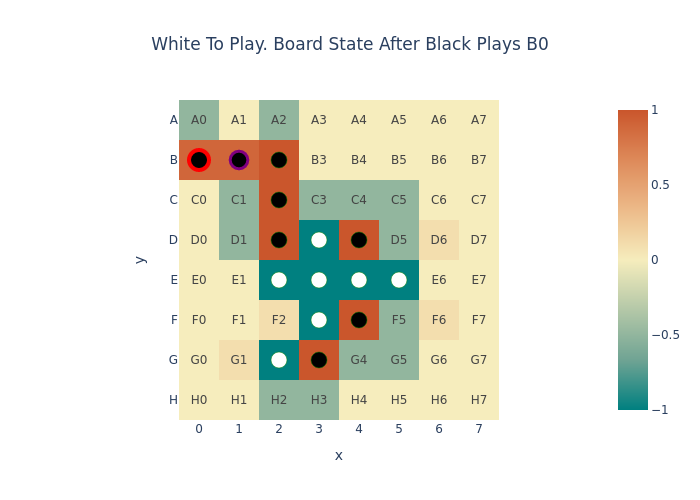 White To Play. Board State After Black Plays B0
A A0 A1 A2 A3 A4 A5 A6 A7
B B3 B4 B5 B6 B7
C C0 C1 C3 C4 C5 C6 C7
D D0 D1 D5 D6 D7
E E0 E1 E6 E7
F F0 F1 F2 F5 F6 F7
G G0 G1 G4 G5 G6 G7
H H0 H1 H2 H3 H4 H5 H6 H7
0 1 2 3 4 5 6 7
x
y
1
0.5
0
−0.5
−1